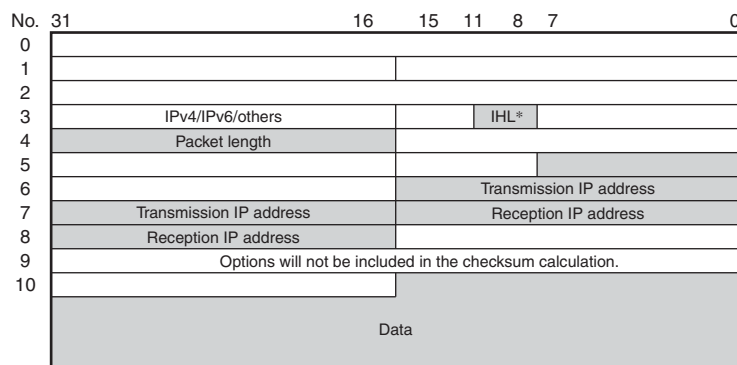 No. 31 16 15 11 8 7 0
0
1
2
3 IPv4/IPv6/others IHL*
4 Packet length
5
6 Transmission IP address
7 Transmission IP address Reception IP address
8 Reception IP address
9 Options will not be included in the checksum calculation.
10
Data